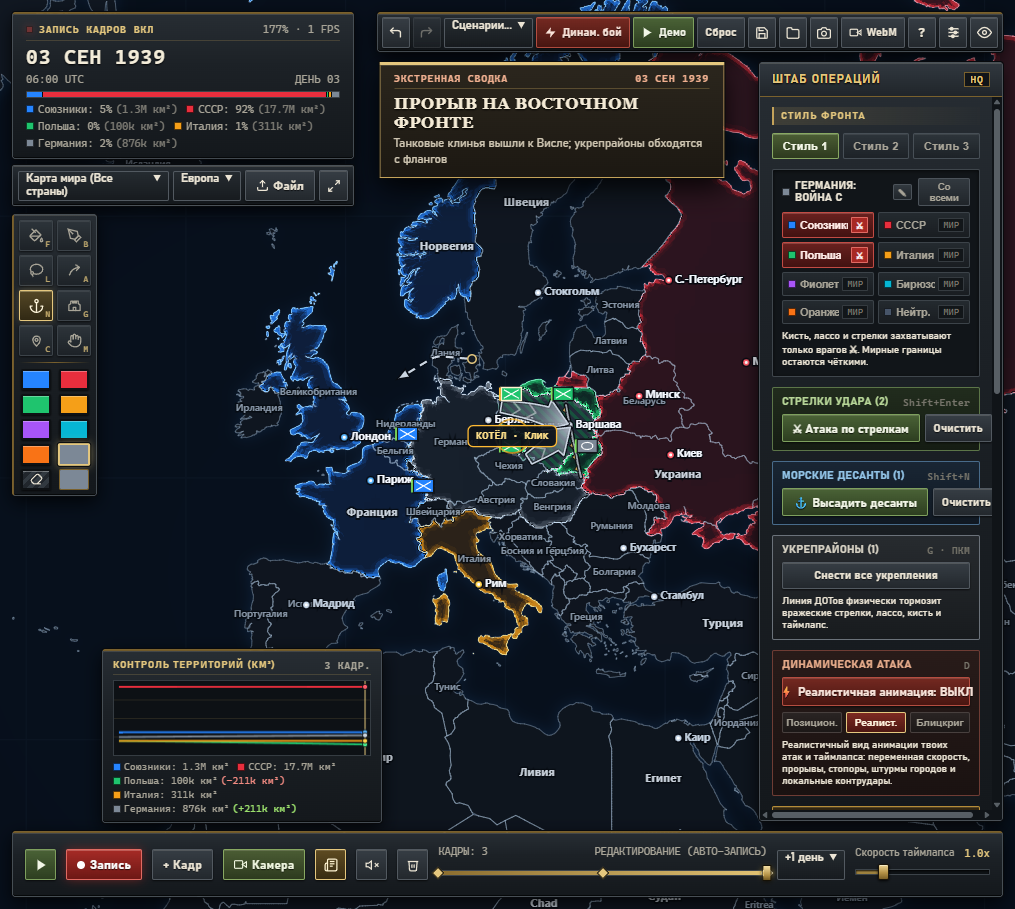 ЗАПИСЬ КАДРОВ ВКЛ
177% · 1 FPS
03 СЕН 1939
06:00 UTC
ДЕНЬ 03
Союзники: 5% (1.3M км²) СССР: 92% (17.7M км²)
Польша: 0% (100k км²) Италия: 1% (311k км²)
Германия: 2% (876k км²)
Сценарии... ▼
Динам. бой
Демо
Сброс
WebM
?
ЭКСТРЕННАЯ СВОДКА
03 СЕН 1939
ПРОРЫВ НА ВОСТОЧНОМ
ФРОНТЕ
Танковые клинья вышли к Висле; укрепрайоны обходятся
с флангов
Карта мира (Все
страны) ▼
Европа ▼
Файл
F
B
L
A
N
G
C
M
Швеция
Норвегия
Стокгольм
С.-Петербург
Эстония
Латвия
Дания
Литва
Минск
Беларусь
Великобритания
Ирландия
Нидерланды
Лондон
Бельгия
Варшава
КОТЁЛ · КЛИК
Чехия
Киев
Украина
Париж
Словакия
Австрия
Венгрия
Молдова
Франция
Швейцария
Румыния
Хорватия
Босния и Герцбия
Бухарест
Италия
Болгария
Рим
Мадрид
Португалия
Стамбул
Греция
Турция
Тунис
Каир
Ливия
Египет
Chad
Eritrea
ШТАБ ОПЕРАЦИЙ
HQ
СТИЛЬ ФРОНТА
Стиль 1
Стиль 2
Стиль 3
ГЕРМАНИЯ:
ВОЙНА С
Со
всеми
Союзник
СССР МИР
Польша
Италия МИР
Фиолет МИР
Бирюзс МИР
Оранже МИР
Нейтр. МИР
Кисть, лассо и стрелки захватывают
только врагов ⚔. Мирные границы
остаются чёткими.
СТРЕЛКИ УДАРА (2)
Shift+Enter
⚔ Атака по стрелкам
Очистить
МОРСКИЕ ДЕСАНТЫ (1)
Shift+N
⚓ Высадить десанты
Очистить
УКРЕПРАЙОНЫ (1)
G · ПКМ
Снести все укрепления
Линия ДОТов физически тормозит
вражеские стрелки, лассо, кисть и
таймлапс.
ДИНАМИЧЕСКАЯ АТАКА
D
Реалистичная анимация: ВЫКЛ
Позицион.
Реалист.
Блицкриг
Реалистичный вид анимации твоих
атак и таймлапса: переменная скорость,
прорывы, стопоры, штурмы городов и
локальные контрудары.
КОНТРОЛЬ ТЕРРИТОРИЙ (КМ²)
3 КАДР.
Союзники: 1.3M км² СССР: 17.7M км²
Польша: 100k км² (−211k км²)
Италия: 311k км²
Германия: 876k км² (+211k км²)
Запись
+ Кадр
Камера
КАДРЫ: 3
РЕДАКТИРОВАНИЕ (АВТО-ЗАПИСЬ)
+1 день ▼
Скорость таймлапса
1.0x